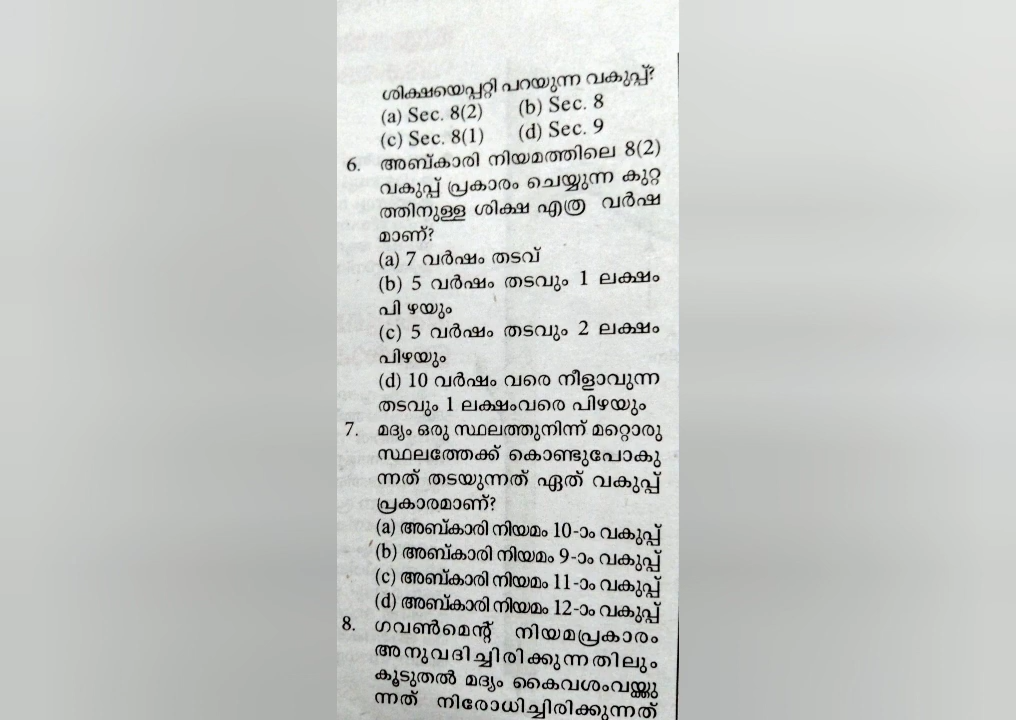 ശിക്ഷയെപ്പറ്റി പറയുന്ന വകുപ്പ്?
(a) Sec. 8(2) (b) Sec. 8
(c) Sec. 8(1) (d) Sec. 9
6. അബ്കാരി നിയമത്തിലെ 8(2)
വകുപ്പ് പ്രകാരം ചെയ്യുന്ന കുറ്റ
ത്തിനുള്ള ശിക്ഷ എത്ര വർഷ
മാണ്?
(a) 7 വർഷം തടവ്
(b) 5 വർഷം തടവും 1 ലക്ഷം
പി ഴയും
(c) 5 വർഷം തടവും 2 ലക്ഷം
പിഴയും
(d) 10 വർഷം വരെ നീളാവുന്ന
തടവും 1 ലക്ഷംവരെ പിഴയും
7. മദ്യം ഒരു സ്ഥലത്തുനിന്ന് മറ്റൊരു
സ്ഥലത്തേക്ക് കൊണ്ടുപോകു
ന്നത് തടയുന്നത് ഏത് വകുപ്പ്
പ്രകാരമാണ്?
(a) അബ്കാരി നിയമം 10-ാം വകുപ്പ്
(b) അബ്കാരി നിയമം 9-ാം വകുപ്പ്
(c) അബ്കാരി നിയമം 11-ാം വകുപ്പ്
(d) അബ്കാരി നിയമം 12-ാം വകുപ്പ്
8. ഗവൺമെന്റ് നിയമപ്രകാരം
അനുവദിച്ചിരിക്കുന്നതിലും
കൂടുതൽ മദ്യം കൈവശംവയ്ക്കു
ന്നത് നിരോധിച്ചിരിക്കുന്നത്